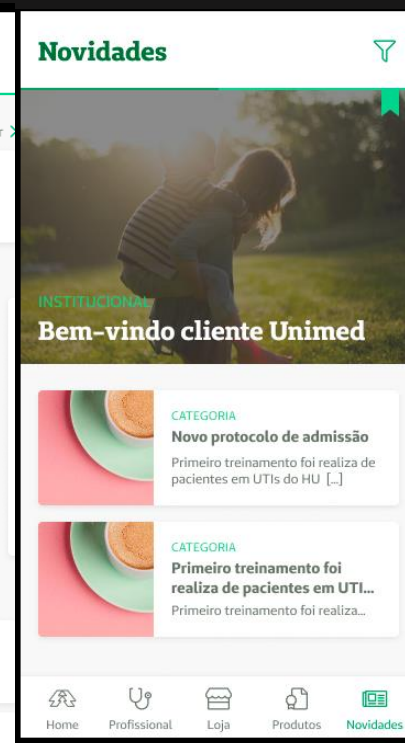 Novidades
INSTITUCIONAL
Bem-vindo cliente Unimed
CATEGORIA
Novo protocolo de admissão
Primeiro treinamento foi realiza de
pacientes em UTIs do HU [...]
CATEGORIA
Primeiro treinamento foi
realiza de pacientes em UTI...
Primeiro treinamento foi realiza...
Home Profissional Loja Produtos Novidades